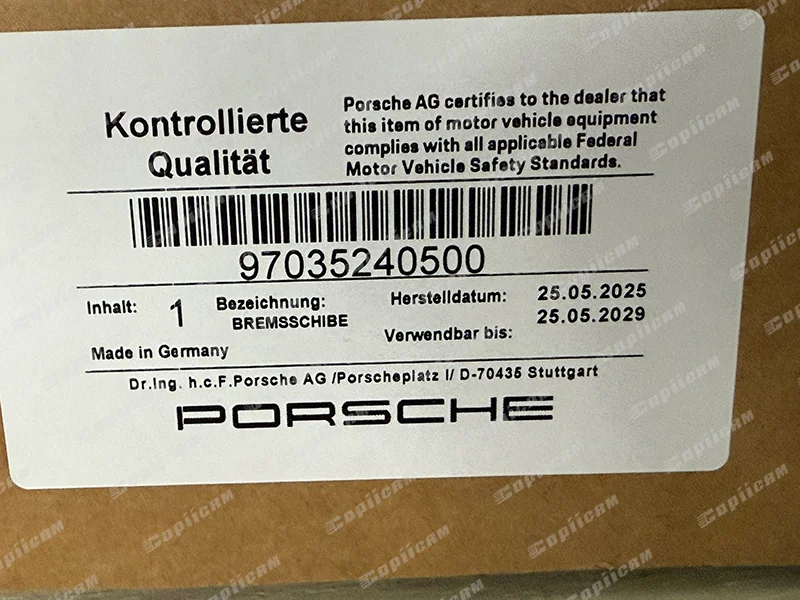 Kontrollierte
Qualität
Porsche AG certifies to the dealer that
this item of motor vehicle equipment
complies with all applicable Federal
Motor Vehicle Safety Standards.
97035240500
Inhalt: 1
Bezeichnung:
BREMSSCHIBE
Herstelldatum: 25.05.2025
Verwendbar bis: 25.05.2029
Made in Germany
Dr.Ing. h.c.F.Porsche AG /Porscheplatz I/ D-70435 Stuttgart
PORSCHE
Copiicam